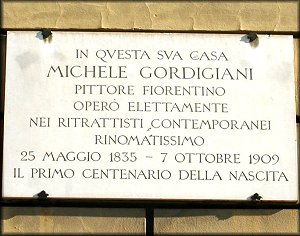 IN QVESTA SVA CASA
MICHELE GORDIGIANI
PITTORE FIORENTINO
OPERÒ ELETTAMENTE
NEI RITRATTISTI CONTEMPORANEI
RINOMATISSIMO
25 MAGGIO 1835 – 7 OTTOBRE 1909
IL PRIMO CENTENARIO DELLA NASCITA